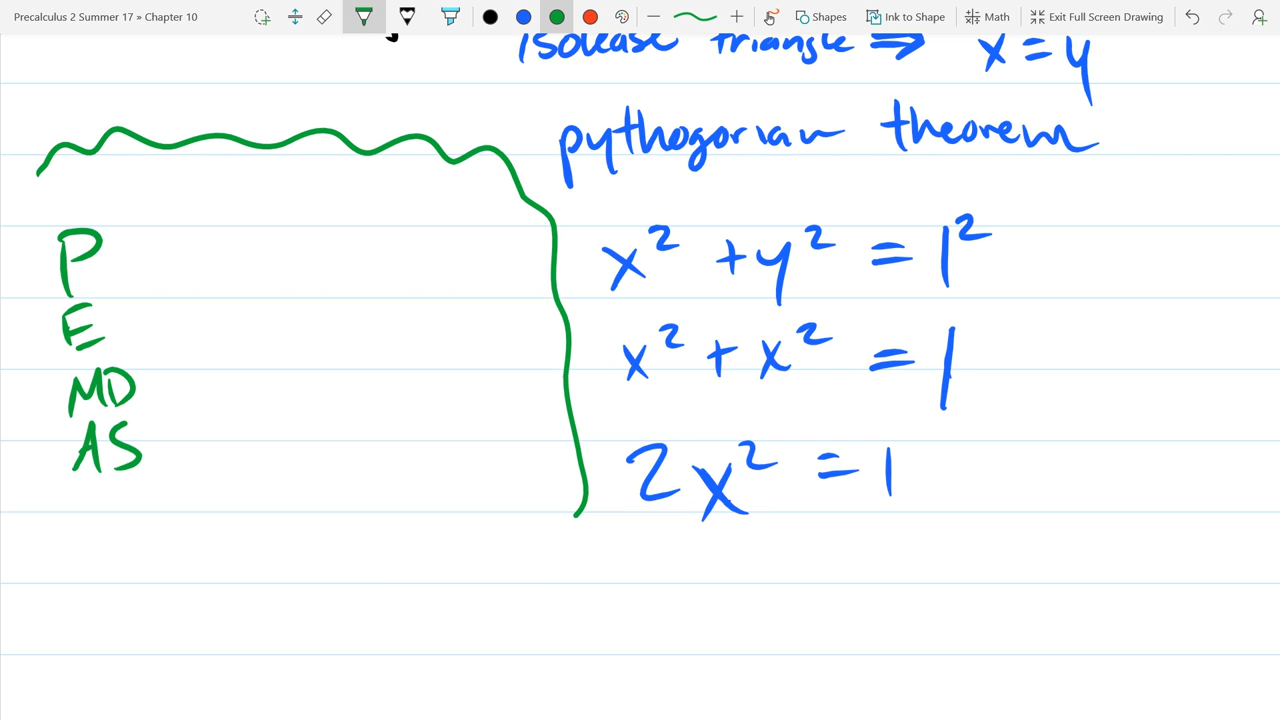 Precalculus 2 Summer 17 » Chapter 10
Shapes
Ink to Shape
Math
Exit Full Screen Drawing
isolease triangle ⇒ x = y
pythogorian theorem
x² + y² = 1²
x² + x² = 1
2x² = 1
P
E
MD
AS